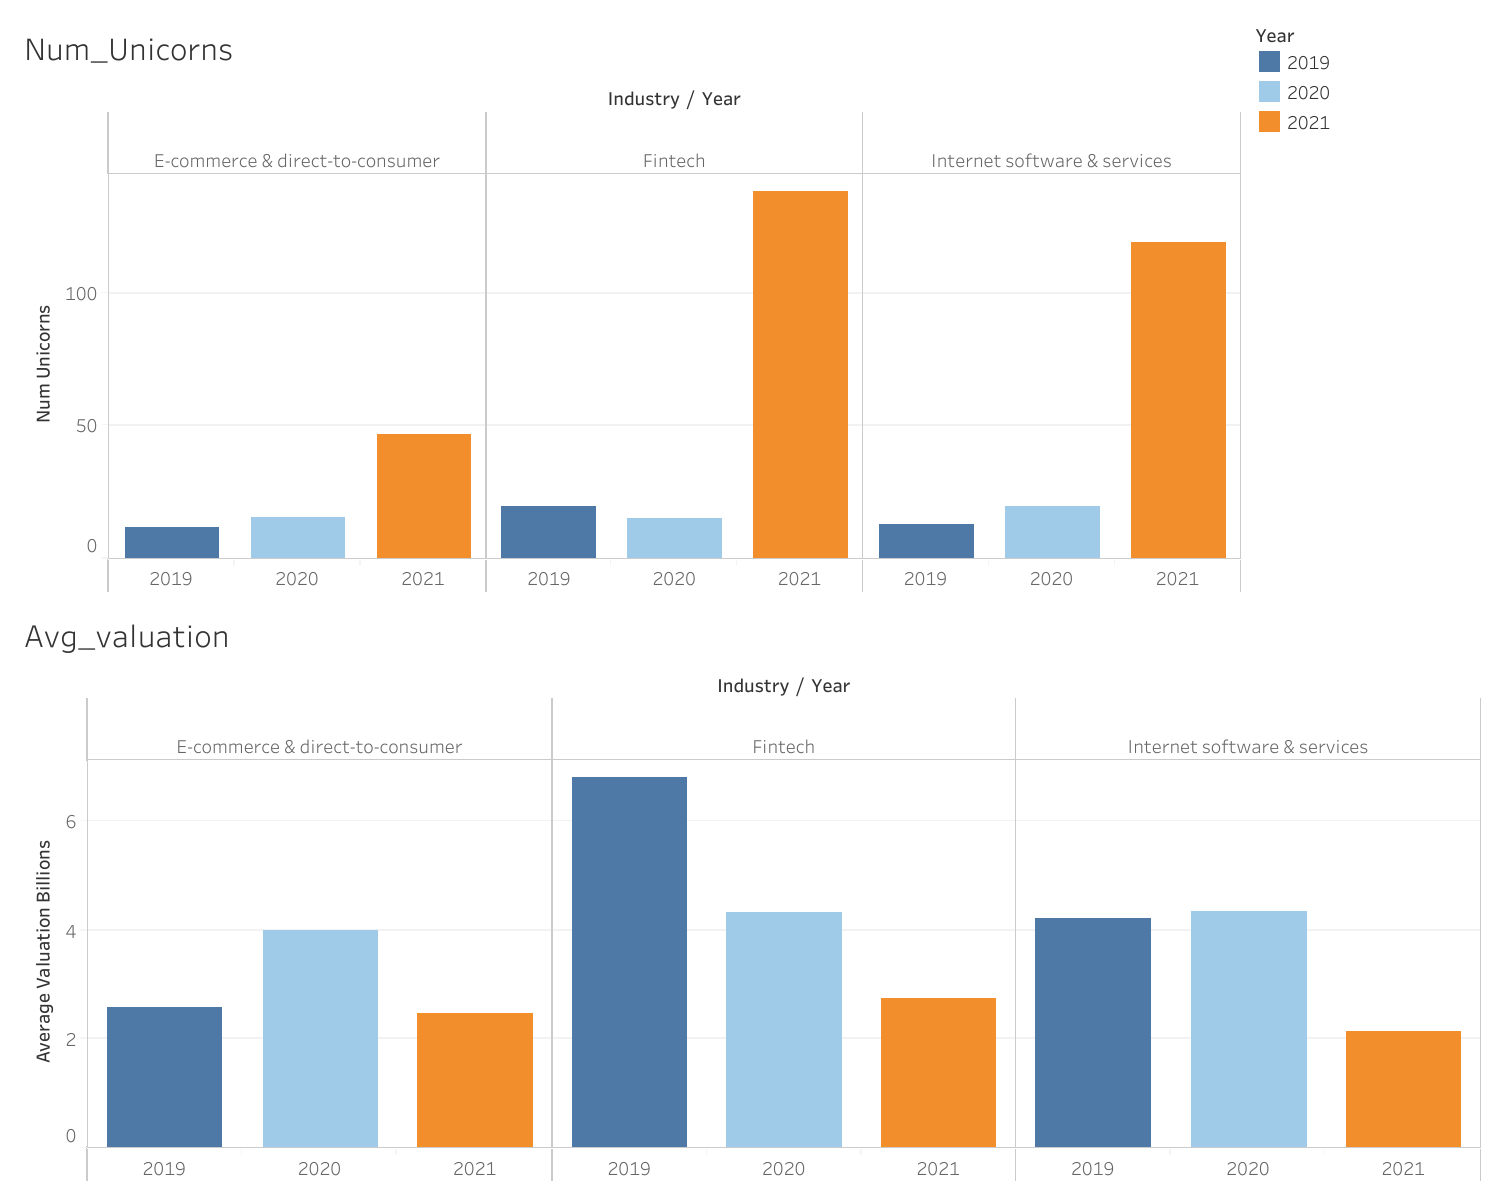 Num_Unicorns
Year
2019
2020
2021
Industry / Year
E-commerce & direct-to-consumer Fintech Internet software & services
Num Unicorns
100
50
0
2019 2020 2021 2019 2020 2021 2019 2020 2021
Avg_valuation
Industry / Year
E-commerce & direct-to-consumer Fintech Internet software & services
Average Valuation Billions
6
4
2
0
2019 2020 2021 2019 2020 2021 2019 2020 2021